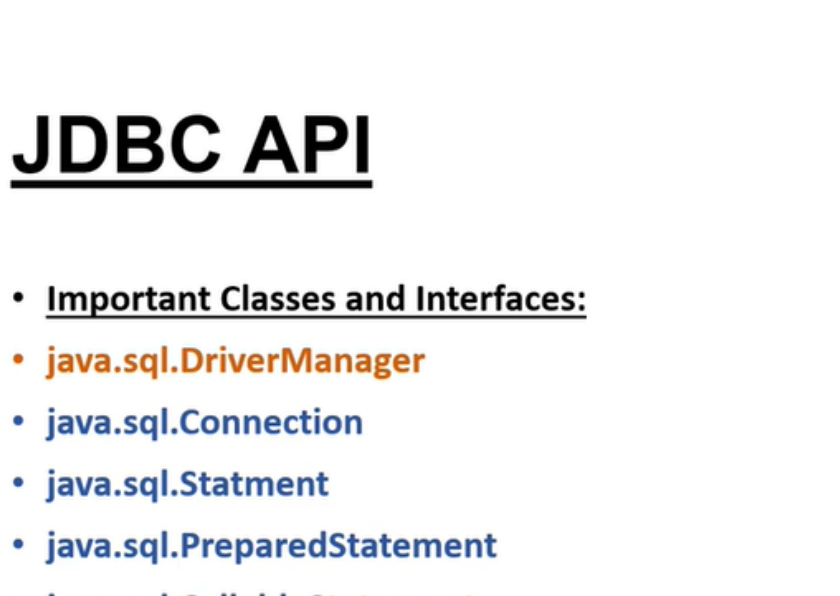 JDBC API
• Important Classes and Interfaces:
• java.sql.DriverManager
• java.sql.Connection
• java.sql.Statment
• java.sql.PreparedStatement